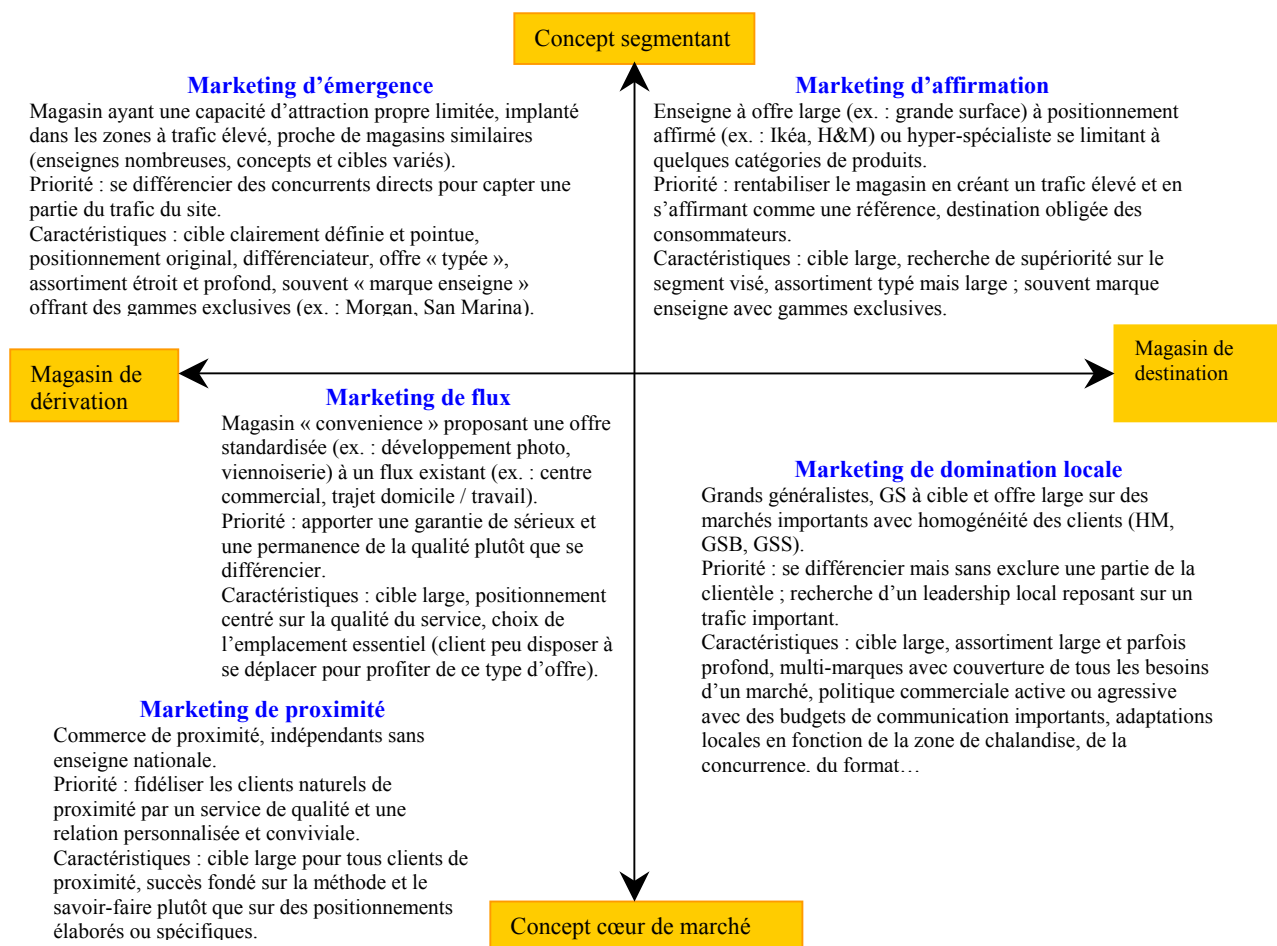 Concept segmentant
Marketing d’émergence
Magasin ayant une capacité d’attraction propre limitée, implanté
dans les zones à trafic élevé, proche de magasins similaires
(enseignes nombreuses, concepts et cibles variés).
Priorité : se différencier des concurrents directs pour capter une
partie du trafic du site.
Caractéristiques : cible clairement définie et pointue,
positionnement original, différenciateur, offre « typée »,
assortiment étroit et profond, souvent « marque enseigne »
offrant des gammes exclusives (ex. : Morgan, San Marina).
Marketing d’affirmation
Enseigne à offre large (ex. : grande surface) à positionnement
affirmé (ex. : Ikéa, H&M) ou hyper-spécialiste se limitant à
quelques catégories de produits.
Priorité : rentabiliser le magasin en créant un trafic élevé et en
s’affirmant comme une référence, destination obligée des
consommateurs.
Caractéristiques : cible large, recherche de supériorité sur le
segment visé, assortiment typé mais large ; souvent marque
enseigne avec gammes exclusives.
Magasin de
dérivation
Magasin de
destination
Marketing de flux
Magasin « convenience » proposant une offre
standardisée (ex. : développement photo,
viennoiserie) à un flux existant (ex. : centre
commercial, trajet domicile / travail).
Priorité : apporter une garantie de sérieux et
une permanence de la qualité plutôt que se
différencier.
Caractéristiques : cible large, positionnement
centré sur la qualité du service, choix de
l’emplacement essentiel (client peu disposer à
se déplacer pour profiter de ce type d’offre).
Marketing de domination locale
Grands généralistes, GS à cible et offre large sur des
marchés importants avec homogénéité des clients (HM,
GSB, GSS).
Priorité : se différencier mais sans exclure une partie de la
clientèle ; recherche d’un leadership local reposant sur un
trafic important.
Caractéristiques : cible large, assortiment large et parfois
profond, multi-marques avec couverture de tous les besoins
d’un marché, politique commerciale active ou agressive
avec des budgets de communication importants, adaptations
locales en fonction de la zone de chalandise, de la
concurrence, du format…
Marketing de proximité
Commerce de proximité, indépendants sans
enseigne nationale.
Priorité : fidéliser les clients naturels de
proximité par un service de qualité et une
relation personnalisée et conviviale.
Caractéristiques : cible large pour tous clients de
proximité, succès fondé sur la méthode et le
savoir-faire plutôt que sur des positionnements
élaborés ou spécifiques.
Concept cœur de marché